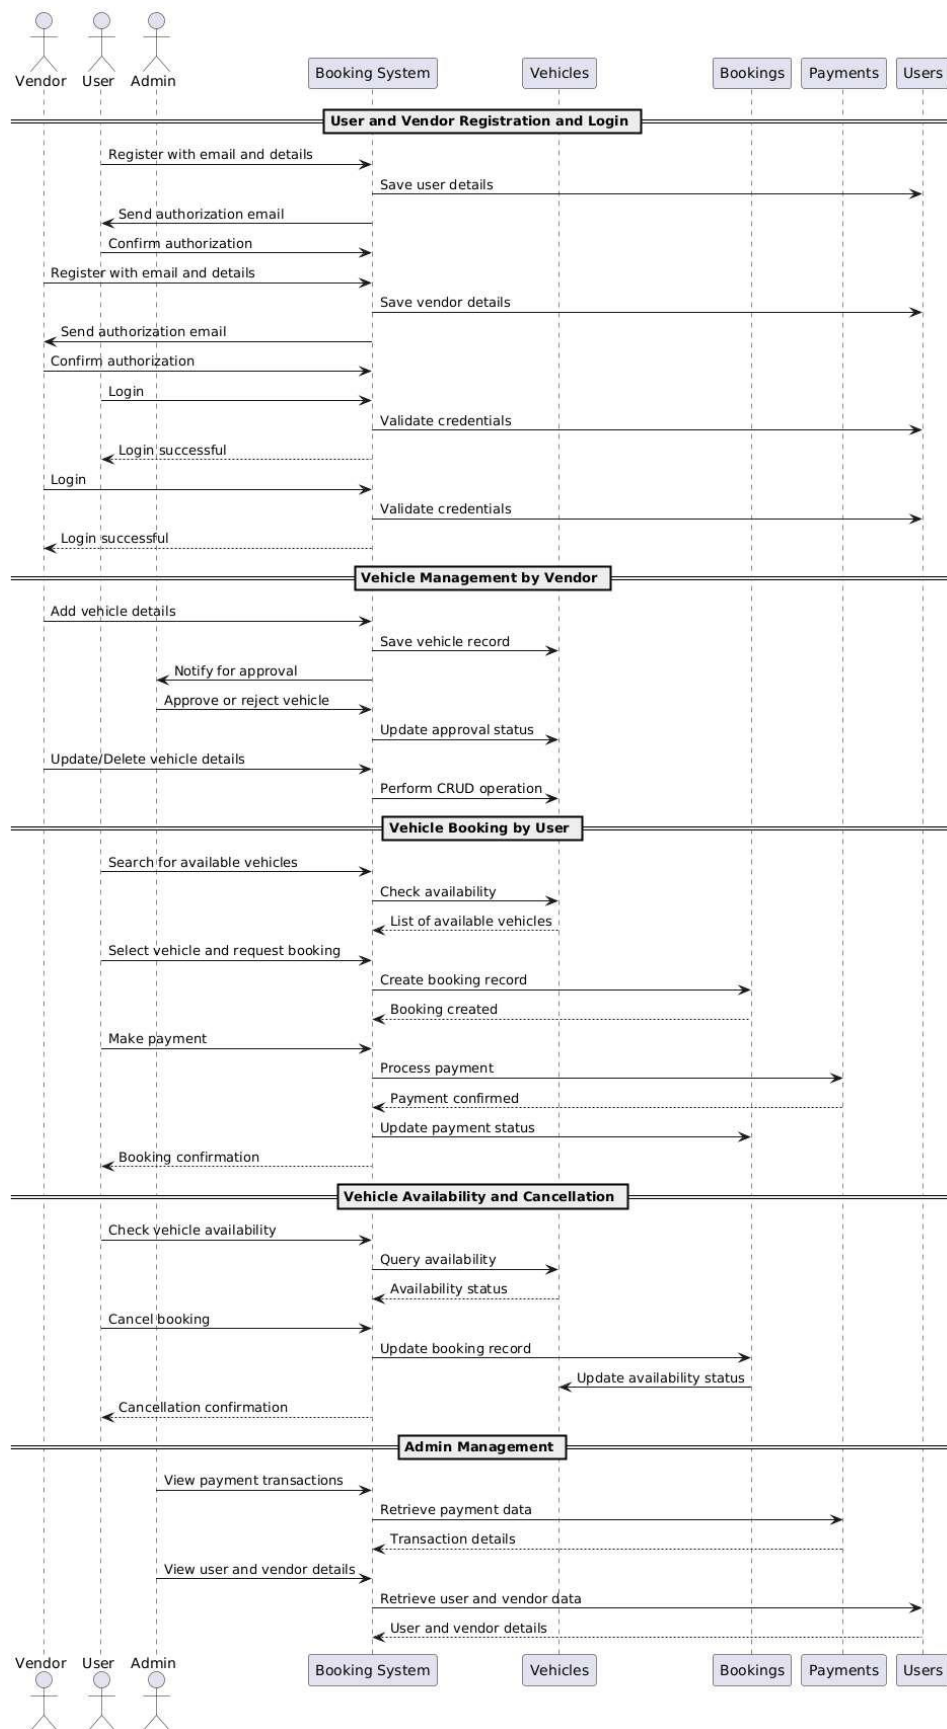 Vendor User Admin Booking System Vehicles Bookings Payments Users
User and Vendor Registration and Login
Register with email and details
Save user details
Send authorization email
Confirm authorization
Register with email and details
Save vendor details
Send authorization email
Confirm authorization
Login
Validate credentials
Login successful
Login
Validate credentials
Login successful
Vehicle Management by Vendor
Add vehicle details
Save vehicle record
Notify for approval
Approve or reject vehicle
Update approval status
Update/Delete vehicle details
Perform CRUD operation
Vehicle Booking by User
Search for available vehicles
Check availability
List of available vehicles
Select vehicle and request booking
Create booking record
Booking created
Make payment
Process payment
Payment confirmed
Update payment status
Booking confirmation
Vehicle Availability and Cancellation
Check vehicle availability
Query availability
Availability status
Cancel booking
Update booking record
Update availability status
Cancellation confirmation
Admin Management
View payment transactions
Retrieve payment data
Transaction details
View user and vendor details
Retrieve user and vendor data
User and vendor details
Vendor User Admin Booking System Vehicles Bookings Payments Users